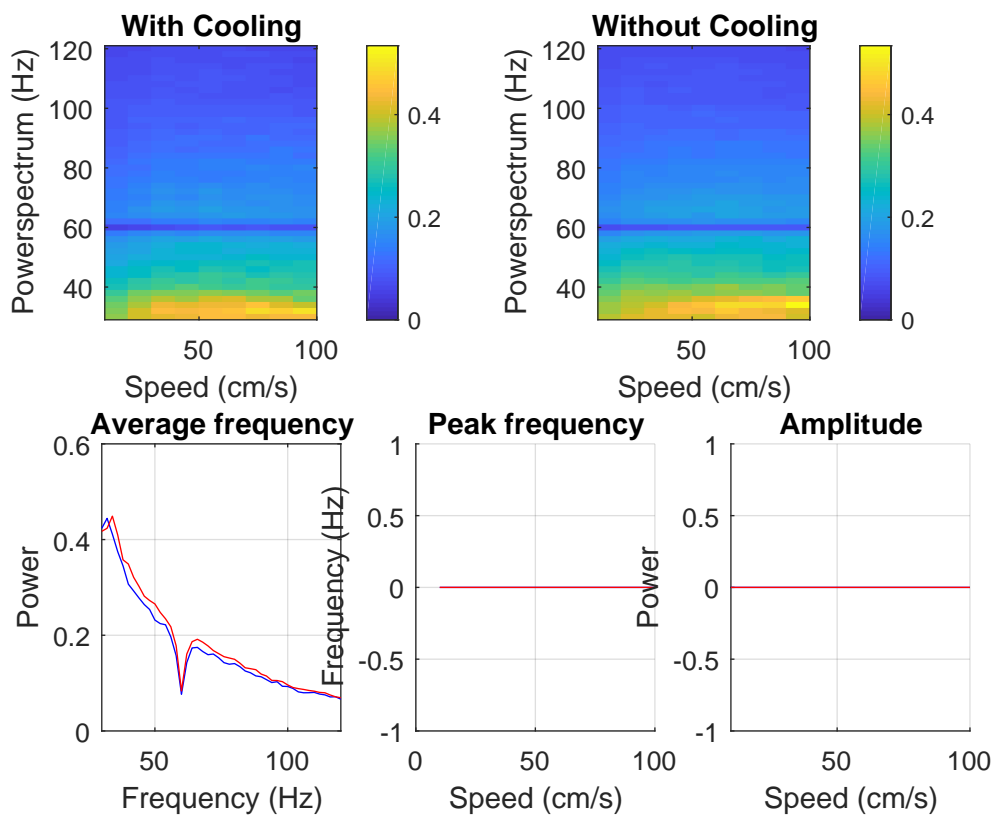 With Cooling
Without Cooling
120
100
80
60
40
Powerspectrum (Hz)
50
100
Speed (cm/s)
0.4
0.2
0
120
100
80
60
40
Powerspectrum (Hz)
50
100
Speed (cm/s)
0.4
0.2
0
Average frequency
0.6
0.4
0.2
0
Power
50
100
Frequency (Hz)
Peak frequency
1
0.5
0
-0.5
-1
Frequency (Hz)
0
50
100
Speed (cm/s)
Amplitude
1
0.5
0
-0.5
-1
Power
50
100
Speed (cm/s)